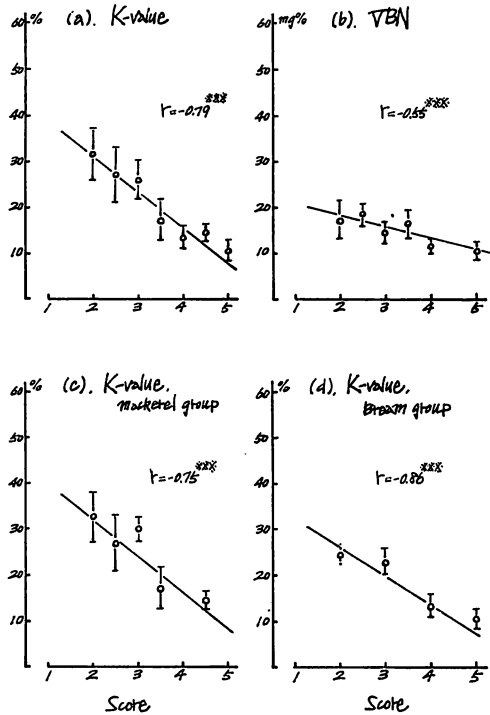 (a). K-value
60 %
50
40
30
20
10
r=-0.79***
1 2 3 4 5
(b). VBN
60 mg%
50
40
30
20
10
r=-0.55***
1 2 3 4 5
(c). K-value.
mackerel group
60 %
50
40
30
20
10
r=-0.75***
1 2 3 4 5
Score
(d). K-value.
bream group
60 %
50
40
30
20
10
r=-0.86***
1 2 3 4 5
Score